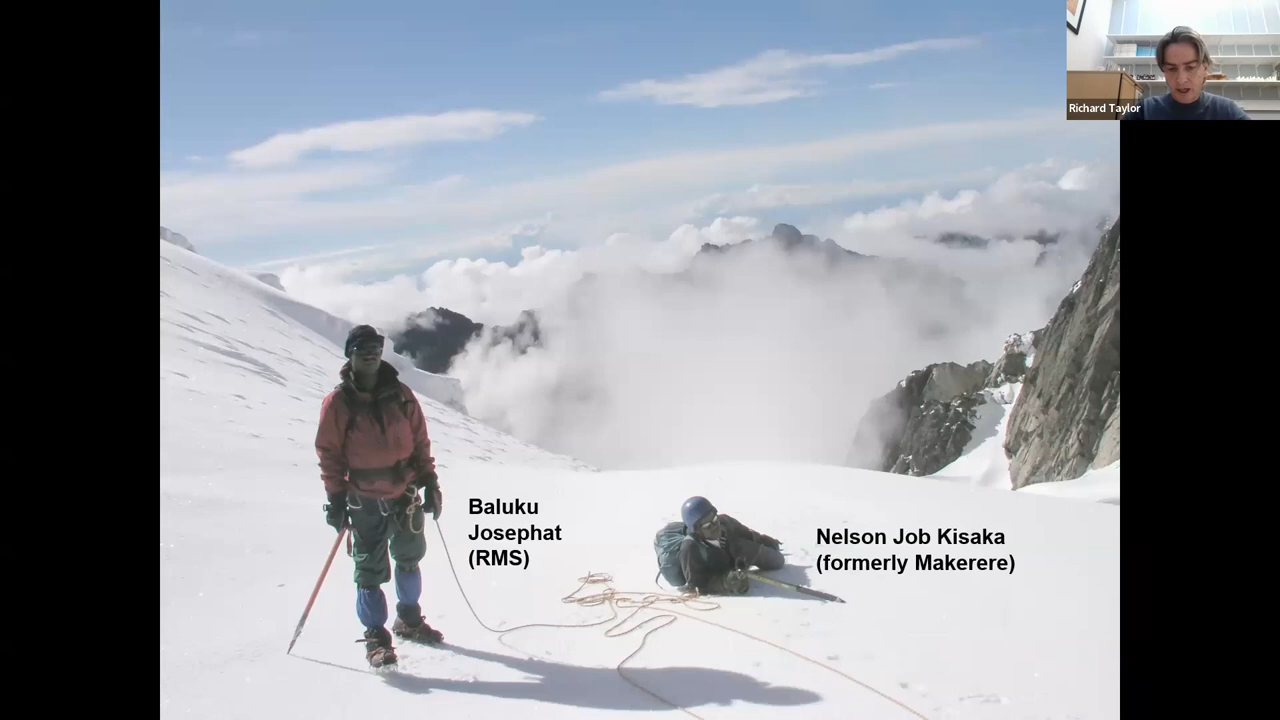 Richard Taylor
Baluku
Josephat
(RMS)
Nelson Job Kisaka
(formerly Makerere)